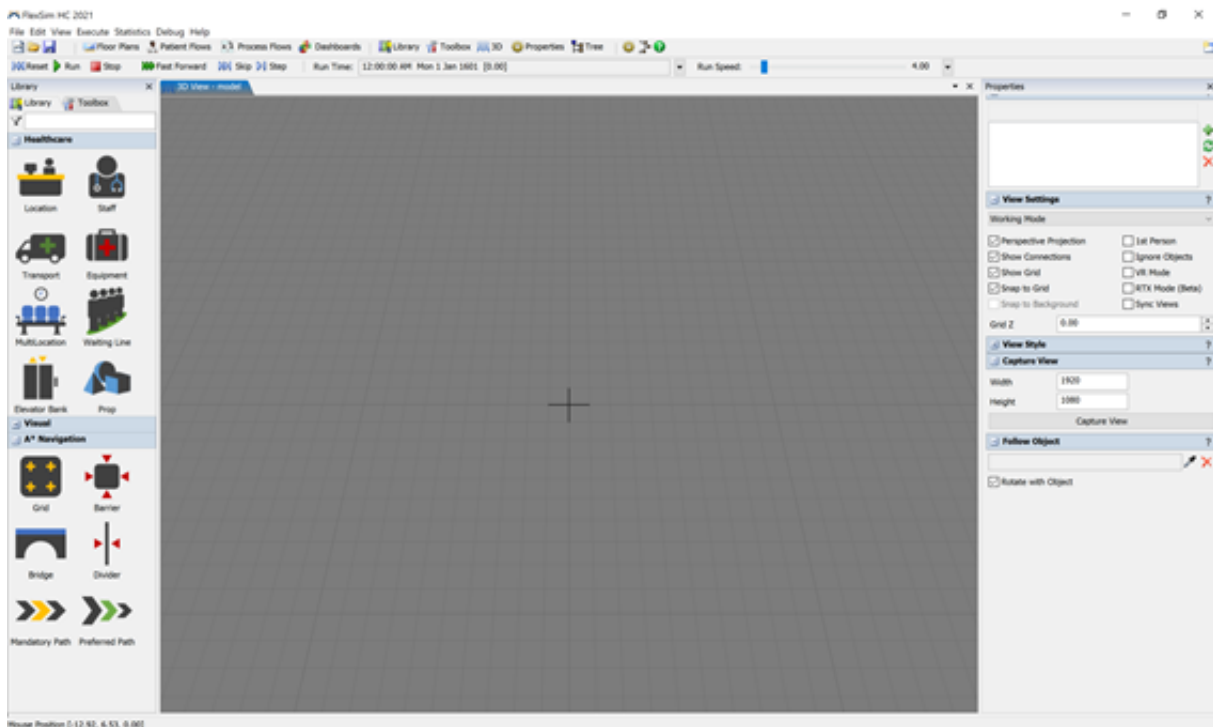 FlexSim HC 2021
File Edit View Execute Statistics Debug Help
Floor Plans Patient Flows Process Flows Dashboards Library Toolbox 3D Properties Tree
Reset Run Stop Fast Forward Skip Step Run Time: 12:00:00 AM Mon 1 Jan 1601 [0.00] Run Speed: 4.00
Library
Library Toolbox
Healthcare
Location Staff
Transport Equipment
MultiLocation Waiting Line
Elevator Bank Prop
Visual
A* Navigation
Grid Barrier
Bridge Divider
Mandatory Path Preferred Path
3D View - model
Properties
View Settings ?
Working Mode
Perspective Projection 1st Person
Show Connections Ignore Objects
Show Grid VR Mode
Snap to Grid RTX Mode (Beta)
Snap to Background Sync Views
Grid Z 0.00
View Style ?
Capture View ?
Width 1920
Height 1080
Capture View
Follow Object ?
Rotate with Object
Mouse Position [-12.92, 6.53, 0.00]